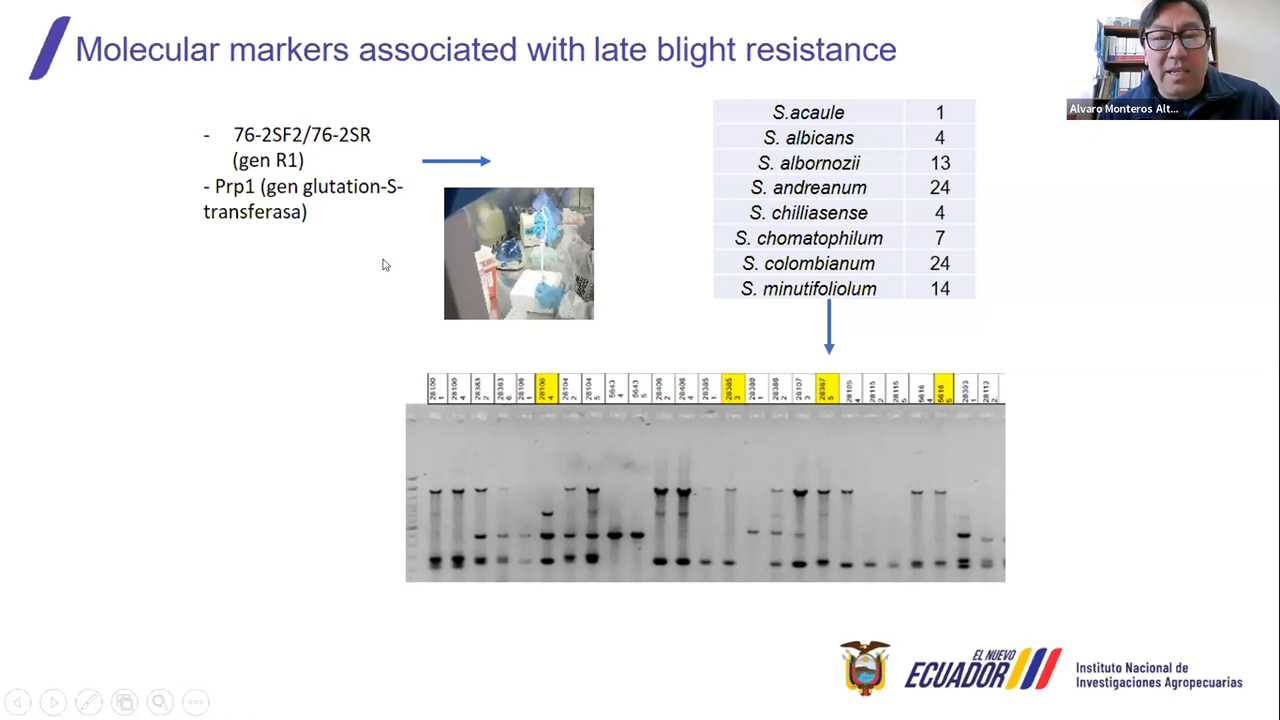 Molecular markers associated with late blight resistance
Alvaro Monteros Alt...
- 76-2SF2/76-2SR
(gen R1)
- Prp1 (gen glutation-S-
transferasa)
S.acaule 1
S. albicans 4
S. albornozii 13
S. andreanum 24
S. chilliasense 4
S. chomatophilum 7
S. colombianum 24
S. minutifoliolum 14
EL NUEVO
ECUADOR
Instituto Nacional de
Investigaciones Agropecuarias